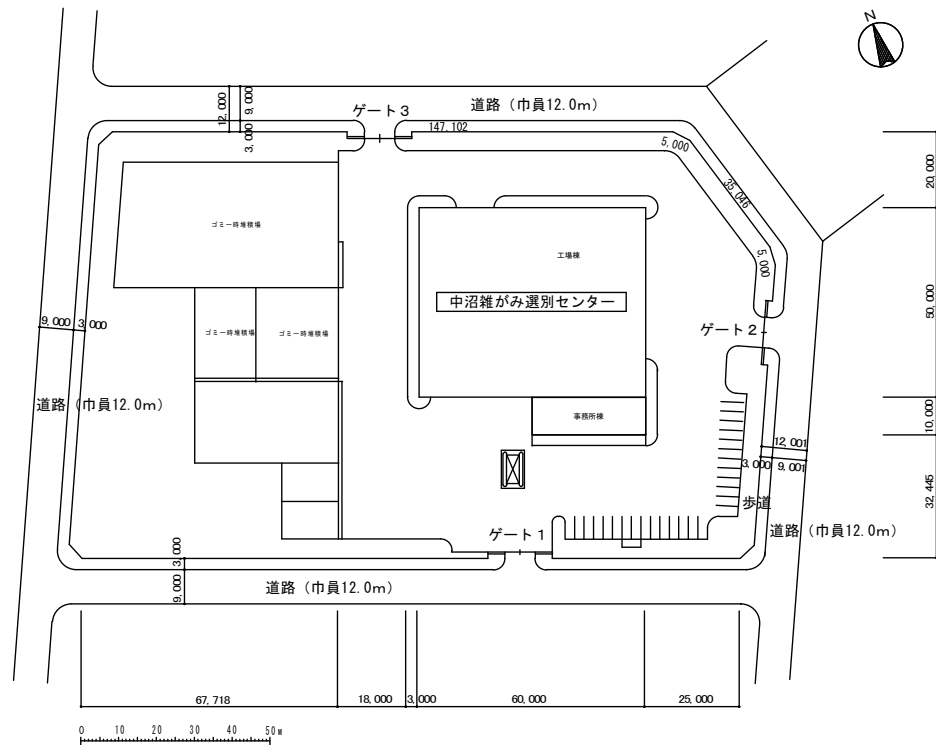 N
道路（巾員12.0m）
ゲート3
12,000
9,000
3,000
147,102
5,000
35,046
5,000
20,000
ゴミ一時堆積場
工場棟
中沼雑がみ選別センター
50,000
9,000
3,000
ゴミ一時堆積場
ゴミ一時堆積場
ゲート2
道路（巾員12.0m）
事務所棟
10,000
12,001
3,000
9,001
歩道
32,445
道路（巾員12.0m）
ゲート1
3,000
9,000
道路（巾員12.0m）
67,718
18,000
3,000
60,000
25,000
0 10 20 30 40 50M